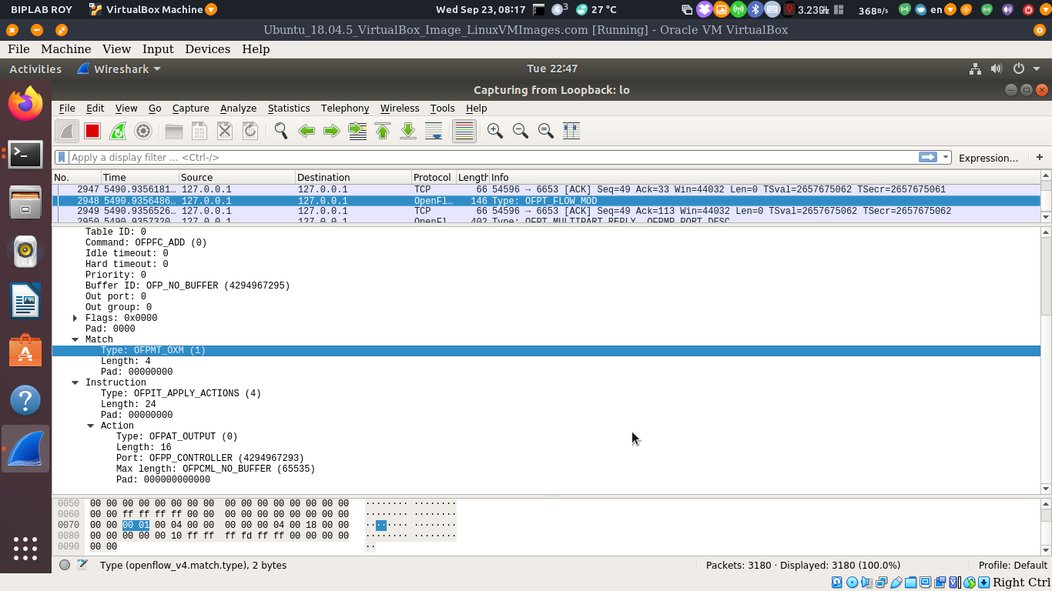 BIPLAB ROY VirtualBox Machine Wed Sep 23, 08:17 3 27 °C 3.23G 368B/s en
Ubuntu_18.04.5_VirtualBox_Image_LinuxVMImages.com [Running] - Oracle VM VirtualBox
File Machine View Input Devices Help
Activities Wireshark Tue 22:47
Capturing from Loopback: lo
File Edit View Go Capture Analyze Statistics Telephony Wireless Tools Help
Apply a display filter ... <Ctrl-/> Expression... +
No. Time Source Destination Protocol Length Info
2947 5490.9356181... 127.0.0.1 127.0.0.1 TCP 66 54596 → 6653 [ACK] Seq=49 Ack=33 Win=44032 Len=0 TSval=2657675062 TSecr=2657675061
2948 5490.9356486... 127.0.0.1 127.0.0.1 OpenFl... 146 Type: OFPT_FLOW_MOD
2949 5490.9356526... 127.0.0.1 127.0.0.1 TCP 66 54596 → 6653 [ACK] Seq=49 Ack=113 Win=44032 Len=0 TSval=2657675062 TSecr=2657675062
2950 5490.9357320... 127.0.0.1 127.0.0.1 OpenFl... 402 Type: OFPT_MULTIPART_REPLY, OFPMP_PORT_DESC
Table ID: 0
Command: OFPFC_ADD (0)
Idle timeout: 0
Hard timeout: 0
Priority: 0
Buffer ID: OFP_NO_BUFFER (4294967295)
Out port: 0
Out group: 0
Flags: 0x0000
Pad: 0000
Match
Type: OFPMT_OXM (1)
Length: 4
Pad: 00000000
Instruction
Type: OFPIT_APPLY_ACTIONS (4)
Length: 24
Pad: 00000000
Action
Type: OFPAT_OUTPUT (0)
Length: 16
Port: OFPP_CONTROLLER (4294967293)
Max length: OFPCML_NO_BUFFER (65535)
Pad: 000000000000
0050 00 00 00 00 00 00 00 00 00 00 00 00 00 00 00 00 ········ ········
0060 00 00 ff ff ff ff 00 00 00 00 00 00 00 00 00 00 ········ ········
0070 00 00 00 01 00 04 00 00 00 00 00 04 00 18 00 00 ········ ········
0080 00 00 00 00 00 10 ff ff ff fd ff ff 00 00 00 00 ········ ········
0090 00 00 ··
Type (openflow_v4.match.type), 2 bytes Packets: 3180 · Displayed: 3180 (100.0%) Profile: Default
Right Ctrl